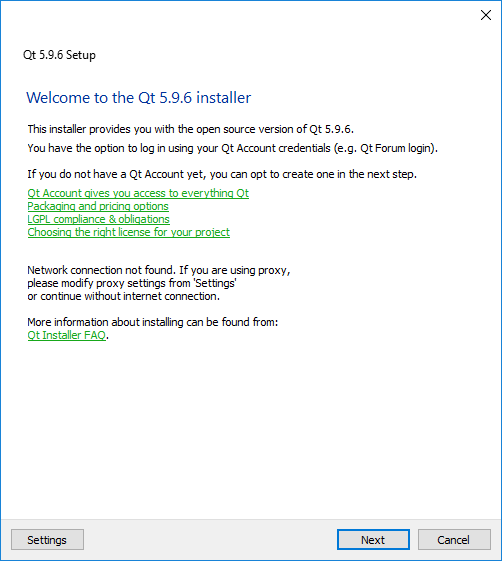 Qt 5.9.6 Setup
Welcome to the Qt 5.9.6 installer
This installer provides you with the open source version of Qt 5.9.6.
You have the option to log in using your Qt Account credentials (e.g. Qt Forum login).
If you do not have a Qt Account yet, you can opt to create one in the next step.
Qt Account gives you access to everything Qt
Packaging and pricing options
LGPL compliance & obligations
Choosing the right license for your project
Network connection not found. If you are using proxy,
please modify proxy settings from 'Settings'
or continue without internet connection.
More information about installing can be found from:
Qt Installer FAQ.
Settings
Next
Cancel